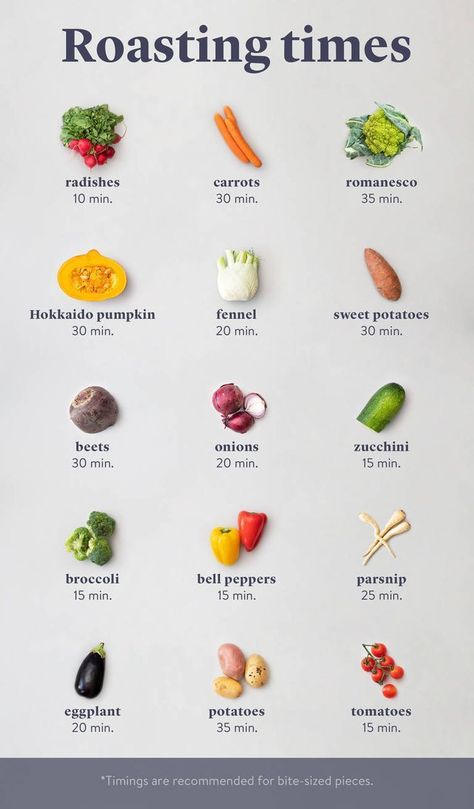 Roasting times
radishes
10 min.
carrots
30 min.
romanesco
35 min.
Hokkaido pumpkin
30 min.
fennel
20 min.
sweet potatoes
30 min.
beets
30 min.
onions
20 min.
zucchini
15 min.
broccoli
15 min.
bell peppers
15 min.
parsnip
25 min.
eggplant
20 min.
potatoes
35 min.
tomatoes
15 min.
*Timings are recommended for bite-sized pieces.